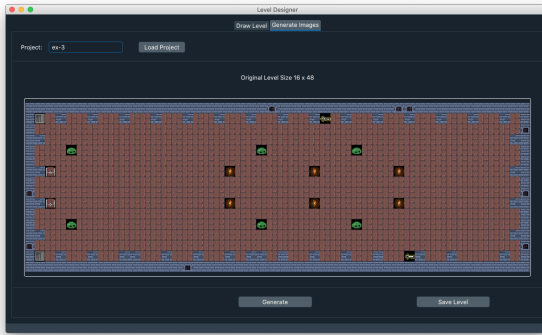 Level Designer
Draw Level Generate Images
Project: ex-3 Load Project
Original Level Size 16 x 48
Generate Save Level